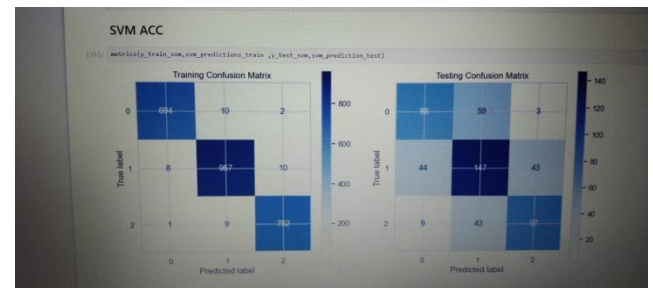 SVM ACC
metrics(y_train_svm,svm_predictions_train ,y_test_svm,svm_prediction_test)
Training Confusion Matrix
Testing Confusion Matrix
True label
0
1
2
694 10 2
8 957 10
1 9 782
0 1 2
Predicted label
800
600
400
200
True label
0
1
2
59 3
44 147 43
9 43 97
0 1 2
Predicted label
140
120
100
80
60
40
20